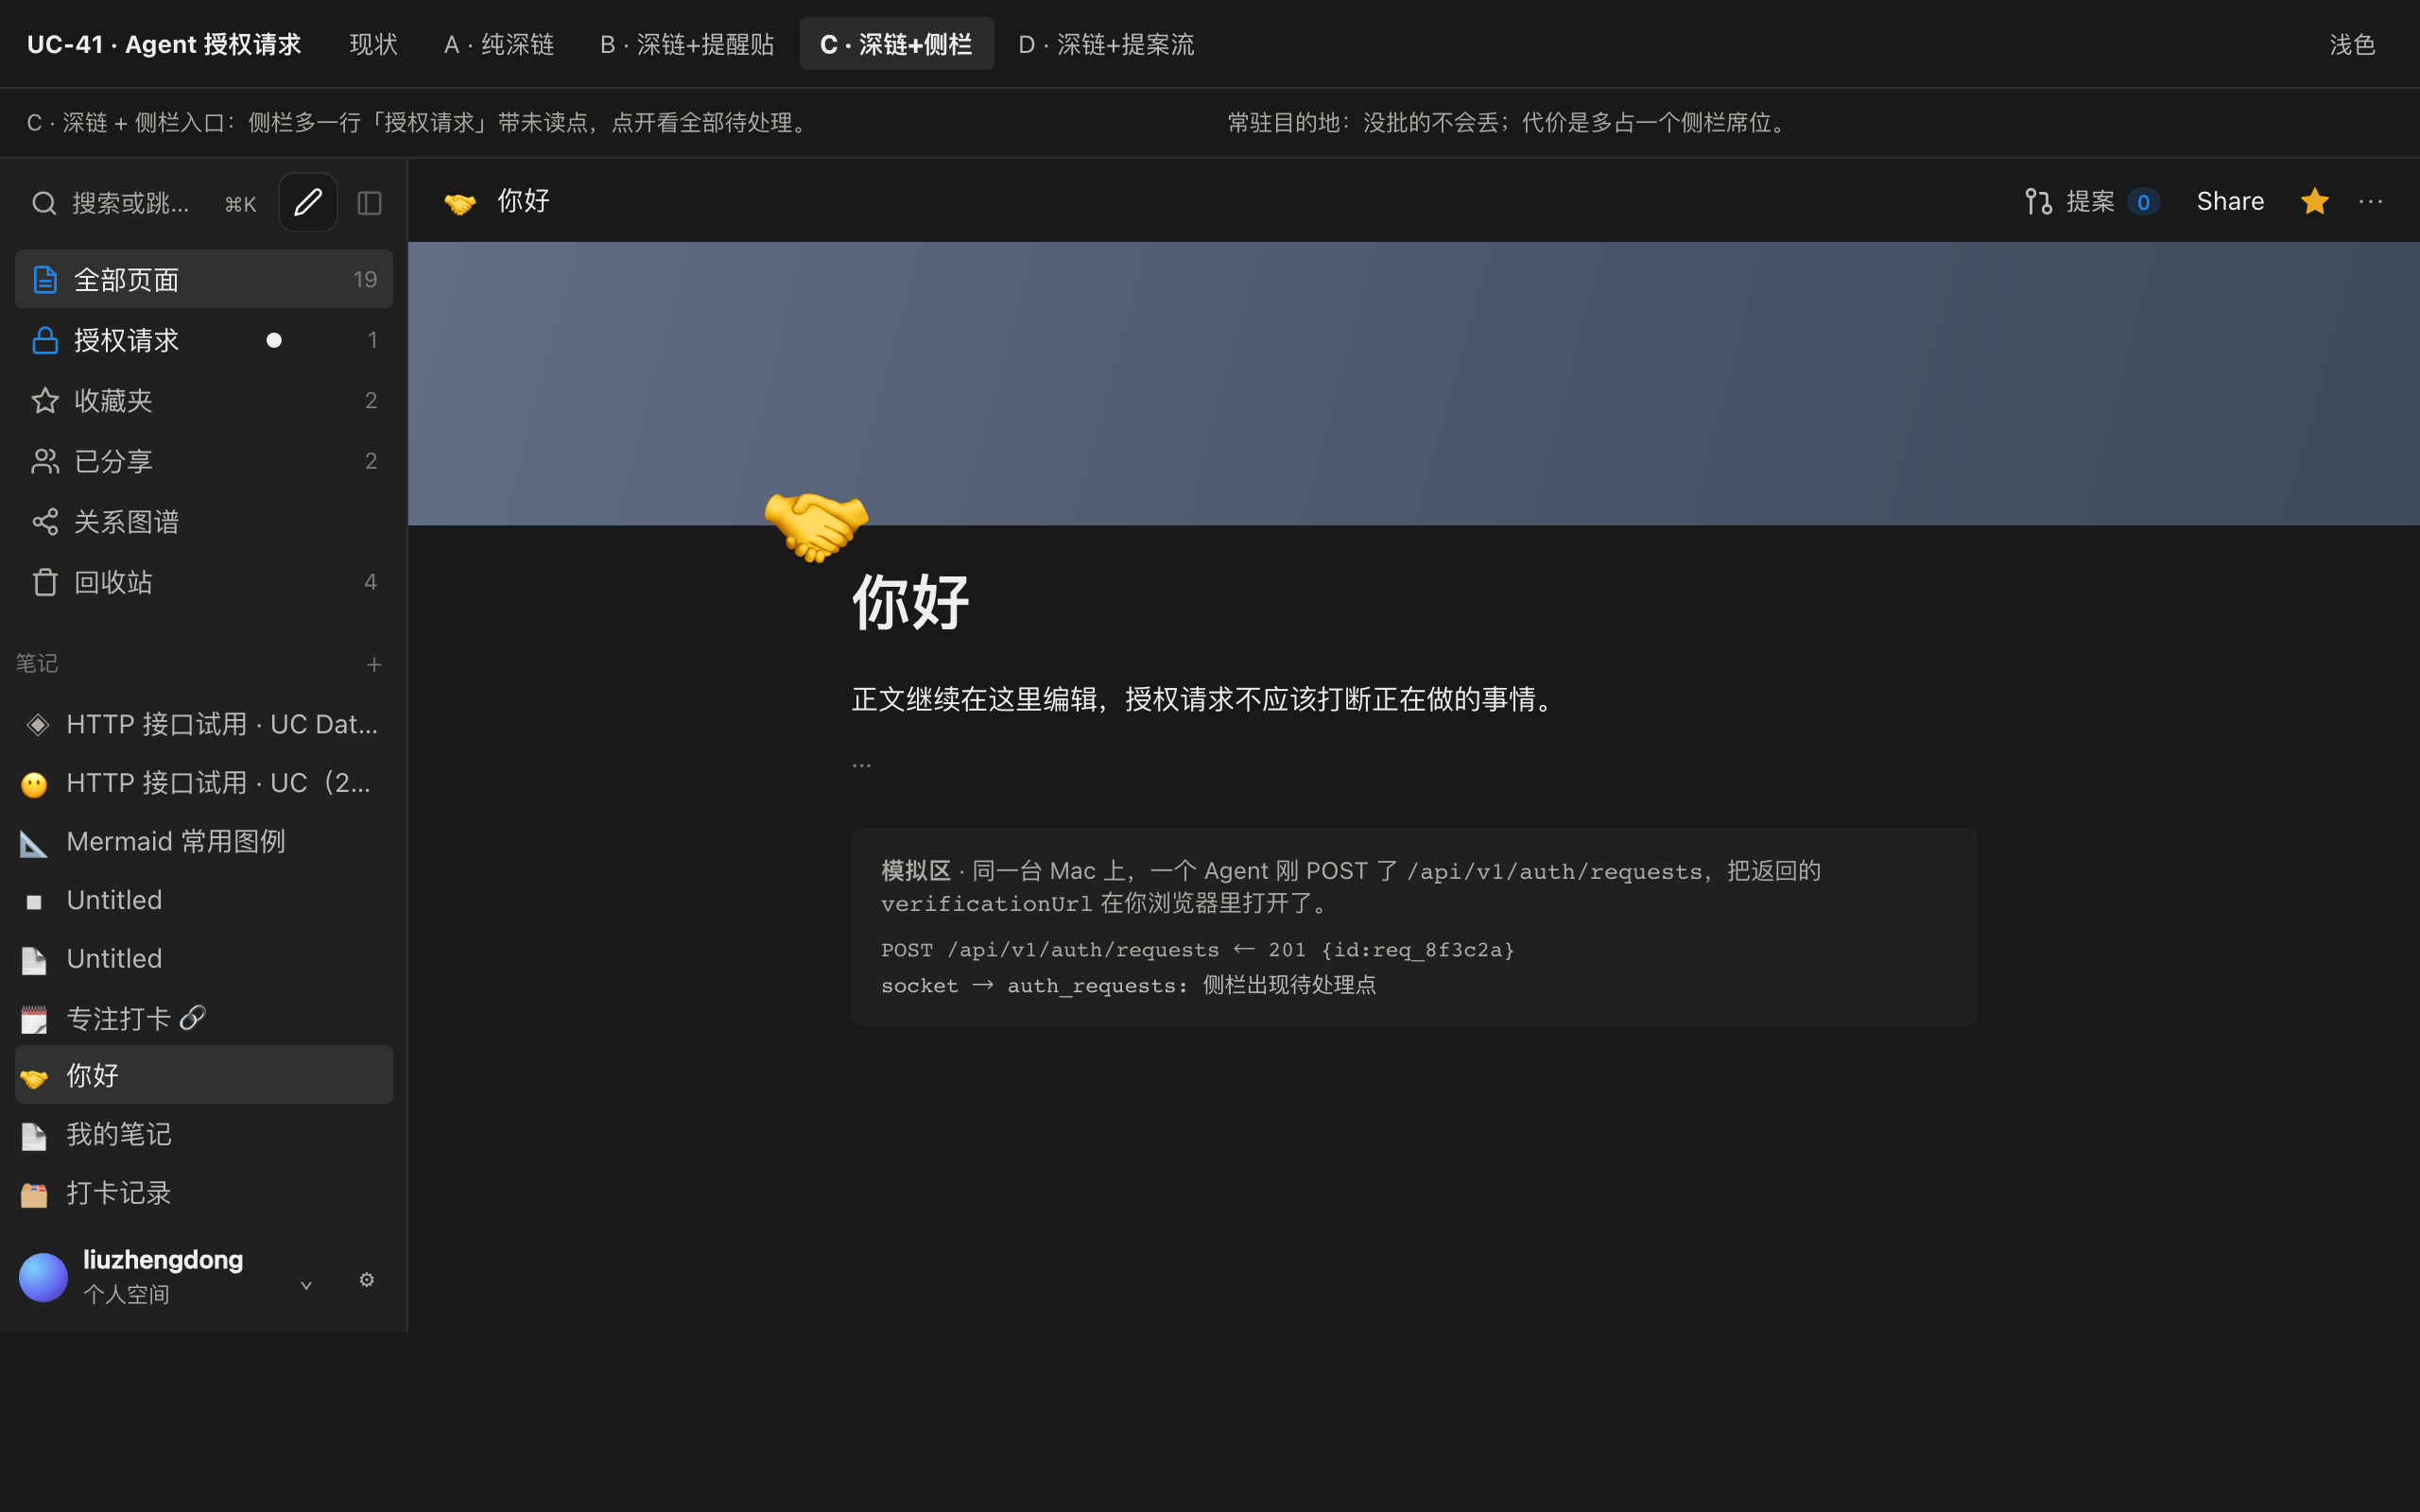 UC-41 · Agent 授权请求
现状
A · 纯深链
B · 深链+提醒贴
C · 深链+侧栏
D · 深链+提案流
浅色
C · 深链 + 侧栏入口：侧栏多一行「授权请求」带未读点，点开看全部待处理。
常驻目的地：没批的不会丢；代价是多占一个侧栏席位。
搜索或跳... ⌘K
全部页面 19
授权请求 1
收藏夹 2
已分享 2
关系图谱
回收站 4
笔记 +
HTTP 接口试用 · UC Dat...
HTTP 接口试用 · UC（2...
Mermaid 常用图例
Untitled
Untitled
专注打卡
你好
我的笔记
打卡记录
liuzhengdong
个人空间
你好
提案 0
Share
你好
正文继续在这里编辑，授权请求不应该打断正在做的事情。
...
模拟区 · 同一台 Mac 上，一个 Agent 刚 POST 了 /api/v1/auth/requests，把返回的
verificationUrl 在你浏览器里打开了。
POST /api/v1/auth/requests ← 201 {id:req_8f3c2a}
socket → auth_requests: 侧栏出现待处理点